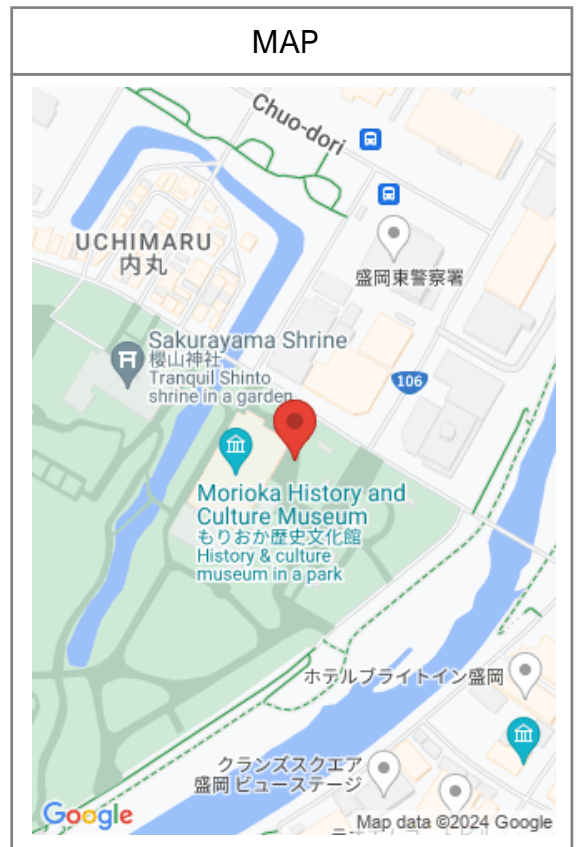 MAP
Chuo-dori
UCHIMARU
内丸
盛岡東警察署
Sakurayama Shrine
櫻山神社
Tranquil Shinto
shrine in a garden
106
Morioka History and
Culture Museum
もりおか歴史文化館
History & culture
museum in a park
ホテルブライトイン盛岡
クランズスクエア
盛岡 ビューステージ
Google
Map data ©2024 Google